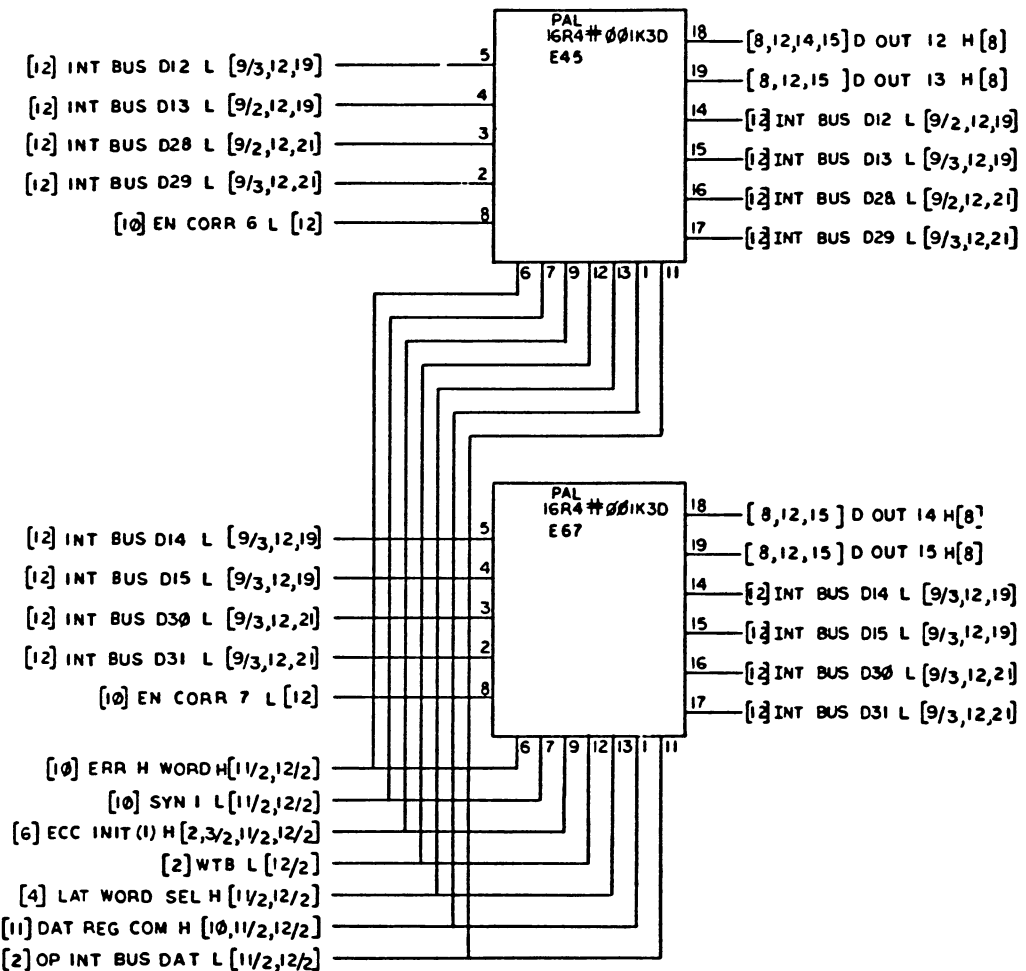 PAL
16R4#001K3D
E45
5
4
3
2
8
18
19
14
15
16
17
6 7 9 12 13 1 11
[12] INT BUS D12 L [9/3,12,19]
[12] INT BUS D13 L [9/2,12,19]
[12] INT BUS D28 L [9/2,12,21]
[12] INT BUS D29 L [9/3,12,21]
[1Ø] EN CORR 6 L [12]
[8,12,14,15] D OUT 12 H [8]
[8,12,15] D OUT 13 H [8]
[12] INT BUS D12 L [9/2,12,19]
[12] INT BUS D13 L [9/3,12,19]
[12] INT BUS D28 L [9/2,12,21]
[12] INT BUS D29 L [9/3,12,21]
PAL
16R4#ØØ1K3D
E67
5
4
3
2
8
18
19
14
15
16
17
6 7 9 12 13 1 11
[12] INT BUS D14 L [9/3,12,19]
[12] INT BUS D15 L [9/3,12,19]
[12] INT BUS D3Ø L [9/3,12,21]
[12] INT BUS D31 L [9/3,12,21]
[1Ø] EN CORR 7 L [12]
[8,12,15] D OUT 14 H [8]
[8,12,15] D OUT 15 H [8]
[12] INT BUS D14 L [9/3,12,19]
[12] INT BUS D15 L [9/3,12,19]
[12] INT BUS D3Ø L [9/3,12,21]
[12] INT BUS D31 L [9/3,12,21]
[1Ø] ERR H WORD H [11/2,12/2]
[1Ø] SYN 1 L [11/2,12/2]
[6] ECC INIT (1) H [2,3/2,11/2,12/2]
[2] WTB L [12/2]
[4] LAT WORD SEL H [11/2,12/2]
[11] DAT REG COM H [1Ø,11/2,12/2]
[2] OP INT BUS DAT L [11/2,12/2]